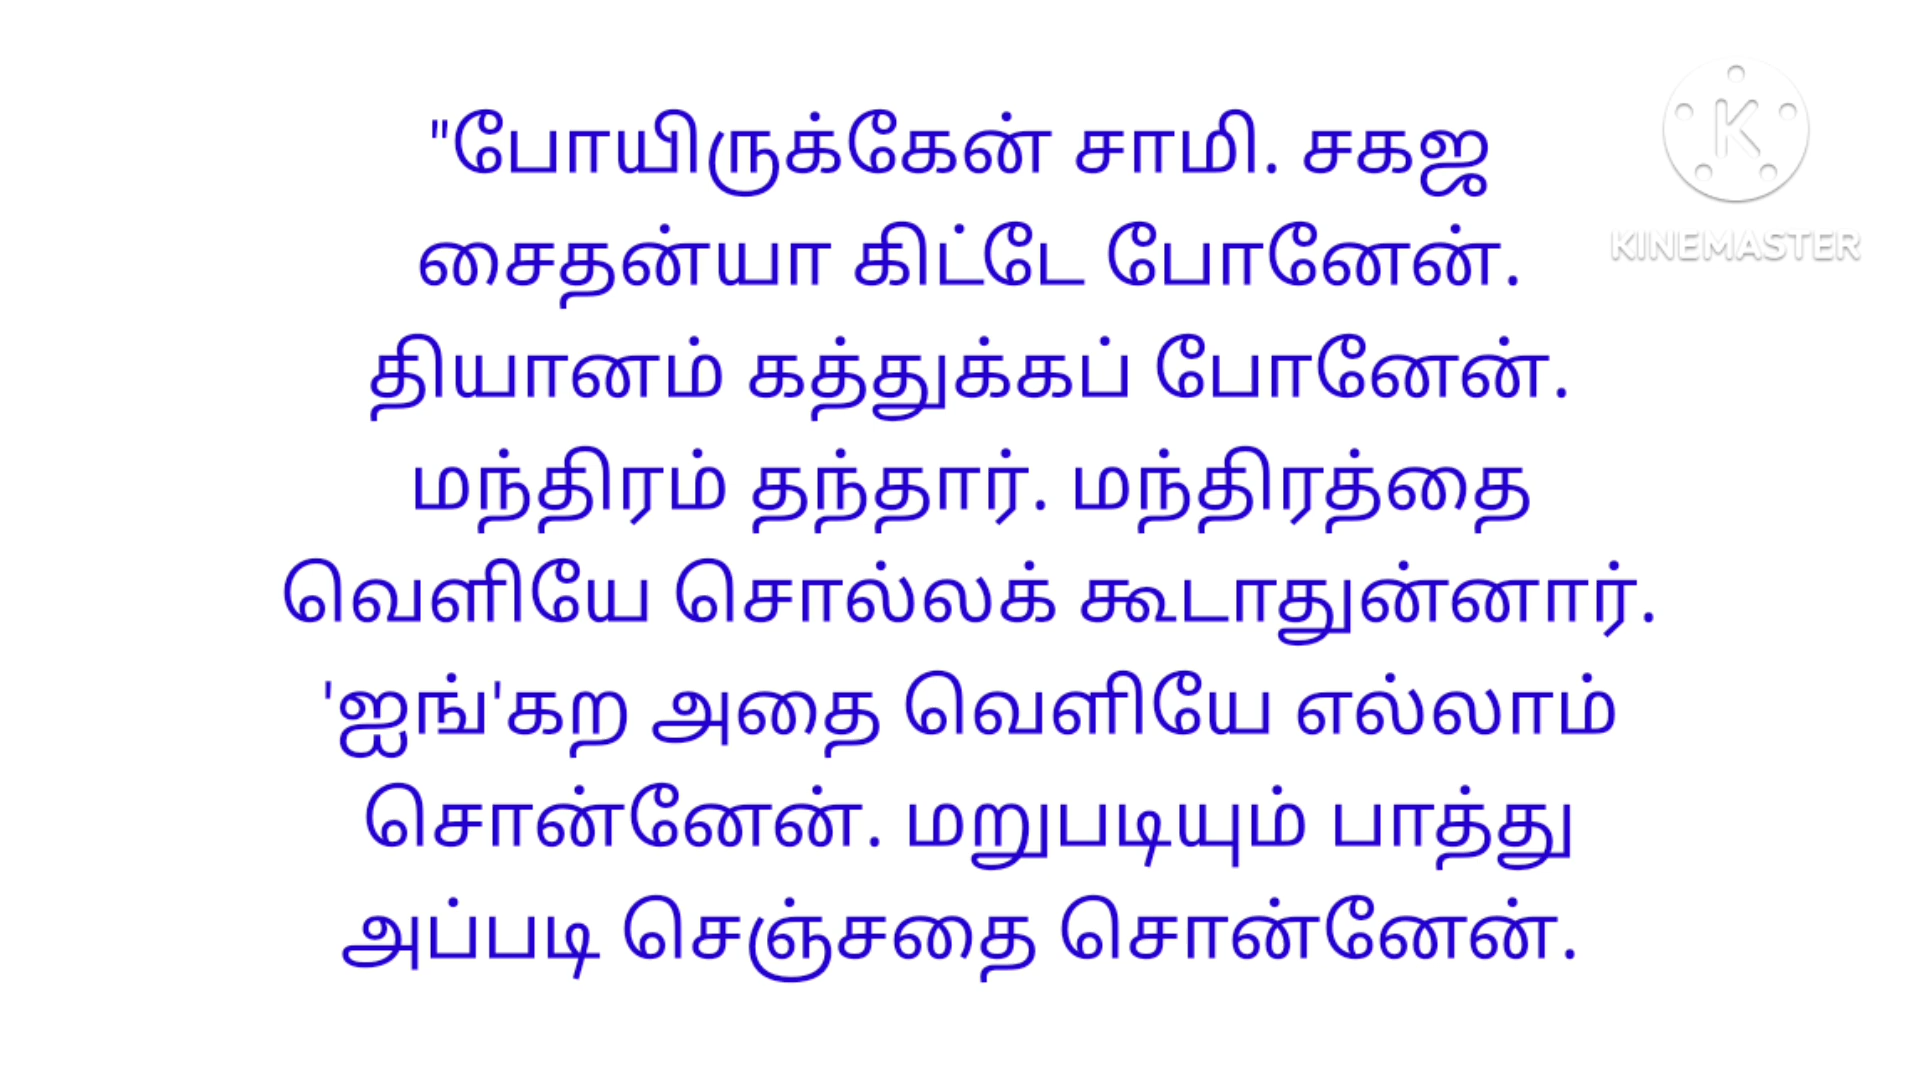 "போயிருக்கேன் சாமி. சகஜ
சைதன்யா கிட்டே போனேன்.
தியானம் கத்துக்கப் போனேன்.
மந்திரம் தந்தார். மந்திரத்தை
வெளியே சொல்லக் கூடாதுன்னார்.
'ஐங்'கற அதை வெளியே எல்லாம்
சொன்னேன். மறுபடியும் பாத்து
அப்படி செஞ்சதை சொன்னேன்.
K
KINEMASTER